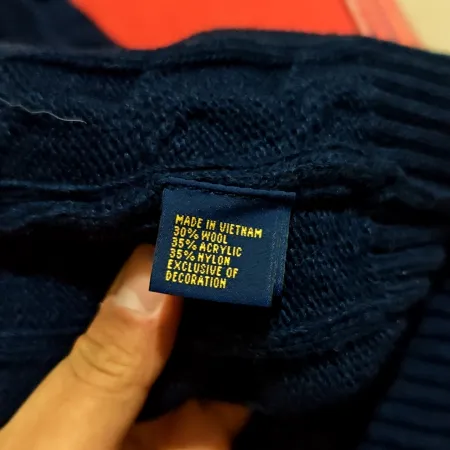 MADE IN VIETNAM
30% WOOL
35% ACRYLIC
35% NYLON
EXCLUSIVE OF
DECORATION